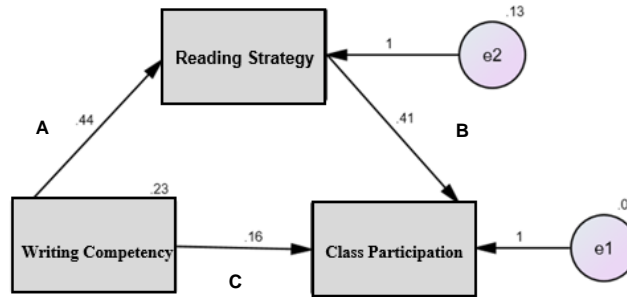 .13
Reading Strategy
1
e2
A
.44
.41
B
.23
Writing Competency
.16
Class Participation
1
e1
C